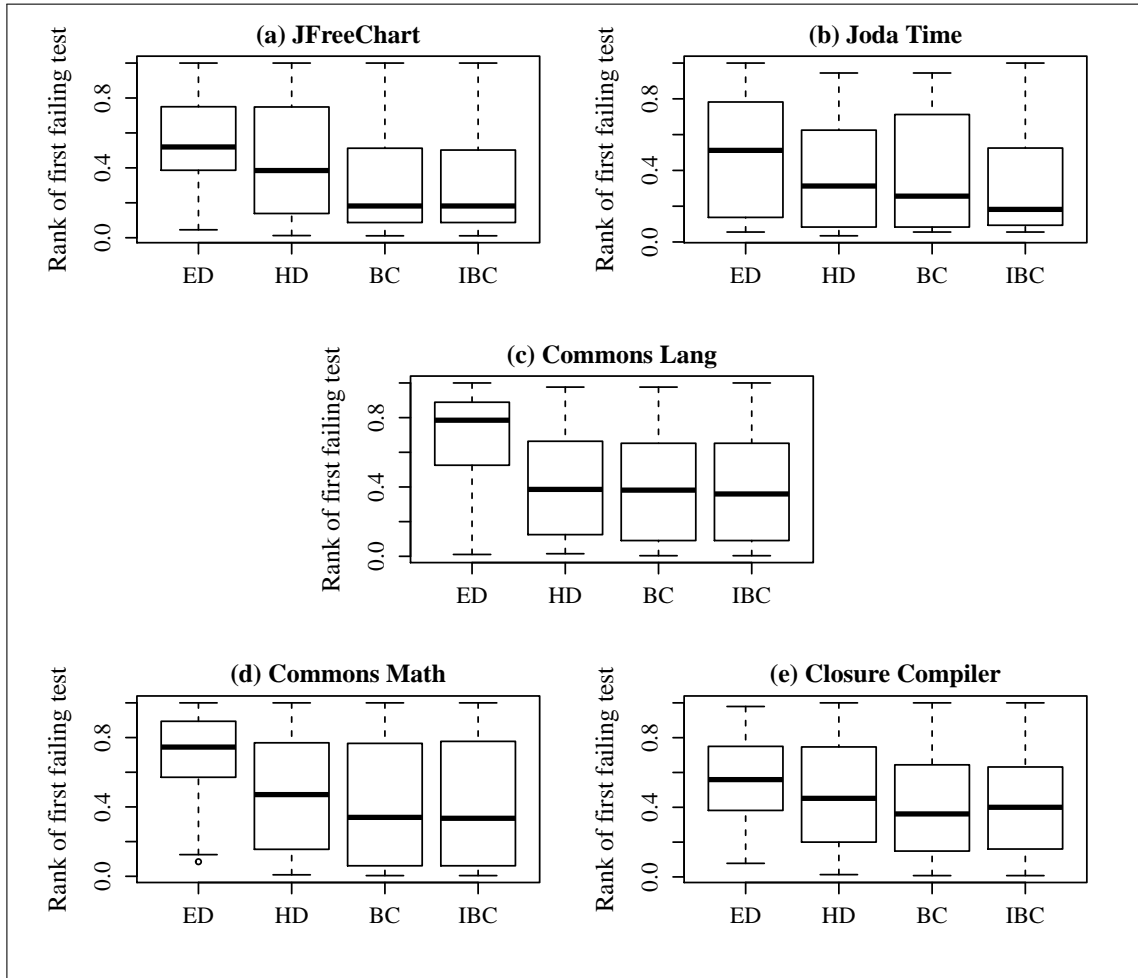 (a) JFreeChart
Rank of first failing test
0.0 0.4 0.8
ED HD BC IBC
(b) Joda Time
Rank of first failing test
0.0 0.4 0.8
ED HD BC IBC
(c) Commons Lang
Rank of first failing test
0.0 0.4 0.8
ED HD BC IBC
(d) Commons Math
Rank of first failing test
0.0 0.4 0.8
ED HD BC IBC
(e) Closure Compiler
Rank of first failing test
0.0 0.4 0.8
ED HD BC IBC